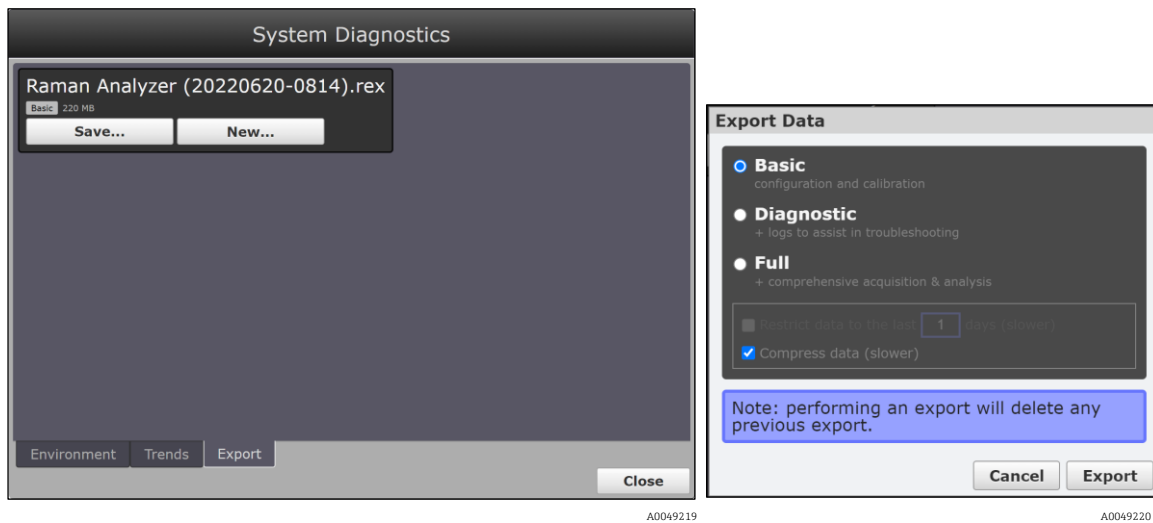 System Diagnostics
Raman Analyzer (20220620-0814).rex
Basic 220 MB
Save... New...
Environment Trends Export
Close
A0049219
Export Data
Basic
configuration and calibration
Diagnostic
+ logs to assist in troubleshooting
Full
+ comprehensive acquisition & analysis
Restrict data to the last 1 days (slower)
Compress data (slower)
Note: performing an export will delete any
previous export.
Cancel Export
A0049220